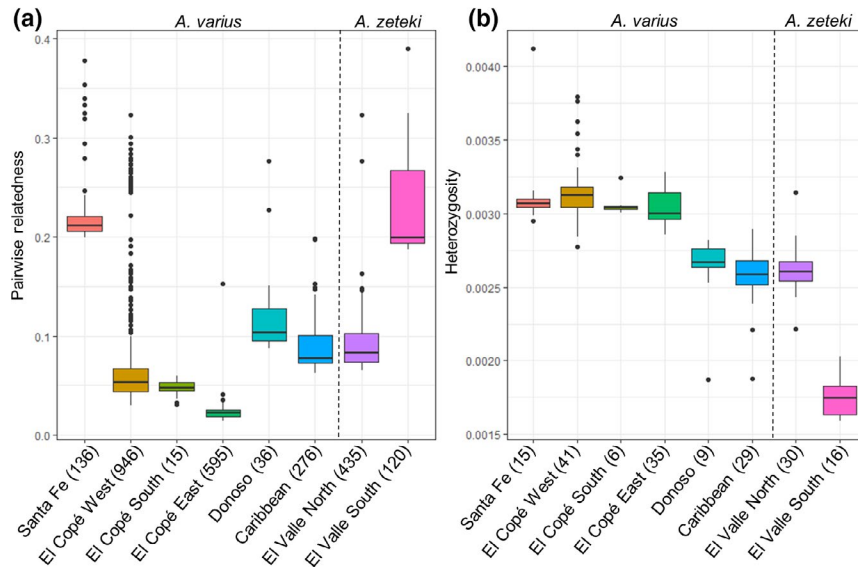 (a)
A. varius
A. zeteki
Pairwise relatedness
0.4
0.3
0.2
0.1
0.0
Santa Fe (136)
El Copé West (946)
El Copé South (15)
El Copé East (595)
Donoso (36)
Caribbean (276)
El Valle North (435)
El Valle South (120)
(b)
A. varius
A. zeteki
Heterozygosity
0.0040
0.0035
0.0030
0.0025
0.0020
0.0015
Santa Fe (15)
El Copé West (41)
El Copé South (6)
El Copé East (35)
Donoso (9)
Caribbean (29)
El Valle North (30)
El Valle South (16)